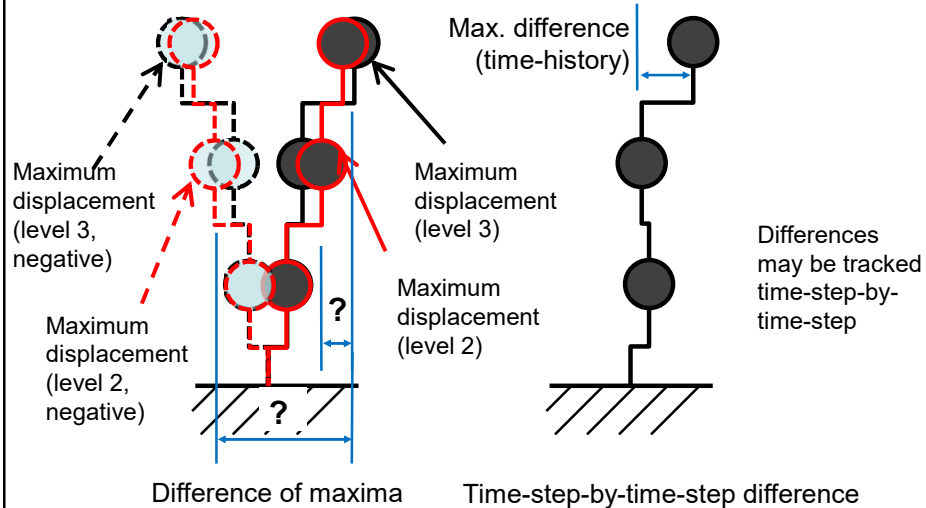 Max. difference
(time-history)
Maximum
displacement
(level 3,
negative)
Maximum
displacement
(level 3)
Differences
may be tracked
time-step-by-
time-step
Maximum
displacement
(level 2)
?
Maximum
displacement
(level 2,
negative)
?
Difference of maxima
Time-step-by-time-step difference